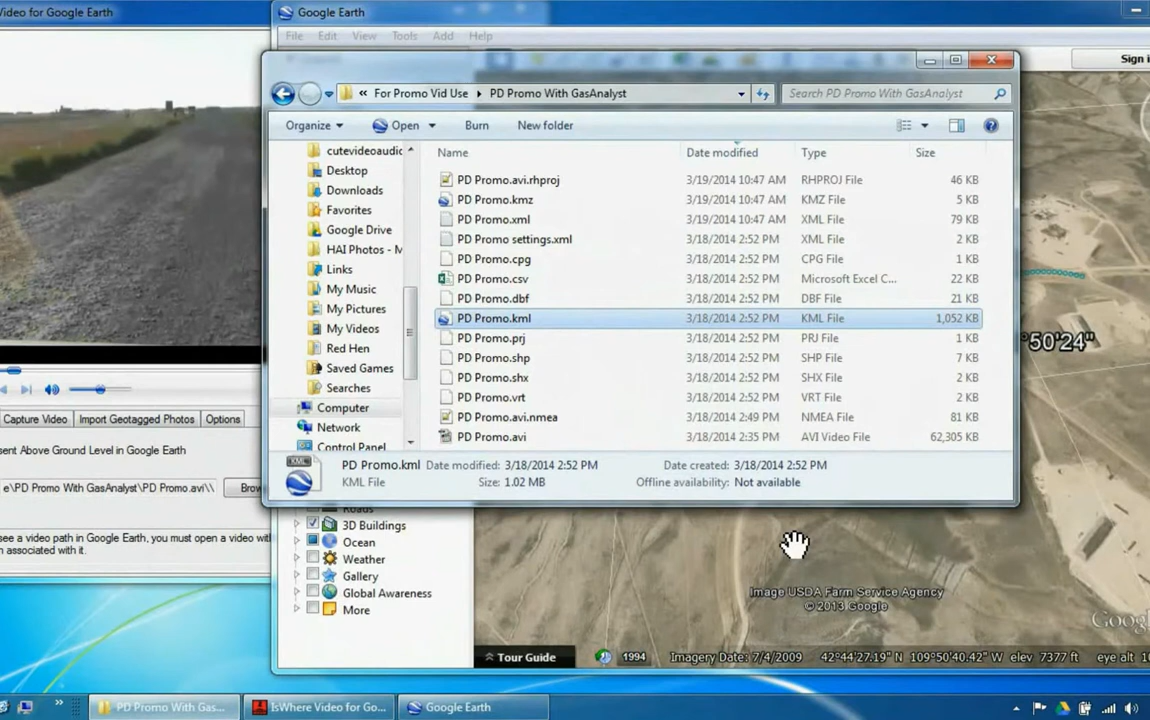 Video for Google Earth
Google Earth
File Edit View Tools Add Help
Sign i
« For Promo Vid Use PD Promo With GasAnalyst
Search PD Promo With GasAnalyst
Organize Open Burn New folder
Name Date modified Type Size
cutevideoaudic
Desktop
Downloads
Favorites
Google Drive
HAI Photos - M
Links
My Music
My Pictures
My Videos
Red Hen
Saved Games
Searches
Computer
Network
Control Panel
PD Promo.avi.rhproj 3/19/2014 10:47 AM RHPROJ File 46 KB
PD Promo.kmz 3/19/2014 10:47 AM KMZ File 5 KB
PD Promo.xml 3/19/2014 10:47 AM XML File 79 KB
PD Promo settings.xml 3/18/2014 2:52 PM XML File 2 KB
PD Promo.cpg 3/18/2014 2:52 PM CPG File 1 KB
PD Promo.csv 3/18/2014 2:52 PM Microsoft Excel C... 22 KB
PD Promo.dbf 3/18/2014 2:52 PM DBF File 21 KB
PD Promo.kml 3/18/2014 2:52 PM KML File 1,052 KB
PD Promo.prj 3/18/2014 2:52 PM PRJ File 1 KB
PD Promo.shp 3/18/2014 2:52 PM SHP File 7 KB
PD Promo.shx 3/18/2014 2:52 PM SHX File 2 KB
PD Promo.vrt 3/18/2014 2:52 PM VRT File 2 KB
PD Promo.avi.nmea 3/18/2014 2:49 PM NMEA File 81 KB
PD Promo.avi 3/18/2014 2:35 PM AVI Video File 62,305 KB
KML
PD Promo.kml Date modified: 3/18/2014 2:52 PM Date created: 3/18/2014 2:52 PM
KML File Size: 1.02 MB Offline availability: Not available
°50'24"
Capture Video Import Geotagged Photos Options
sent Above Ground Level in Google Earth
e\PD Promo With GasAnalyst\PD Promo.avi\\ Brow
see a video path in Google Earth, you must open a video with
n associated with it.
Roads
3D Buildings
Ocean
Weather
Gallery
Global Awareness
More
Image USDA Farm Service Agency
© 2013 Google
Googl
Tour Guide 1994 Imagery Date: 7/4/2009 42°44'27.19" N 109°50'40.42" W elev 7377 ft eye alt 10
PD Promo With Gas... IsWhere Video for Go... Google Earth